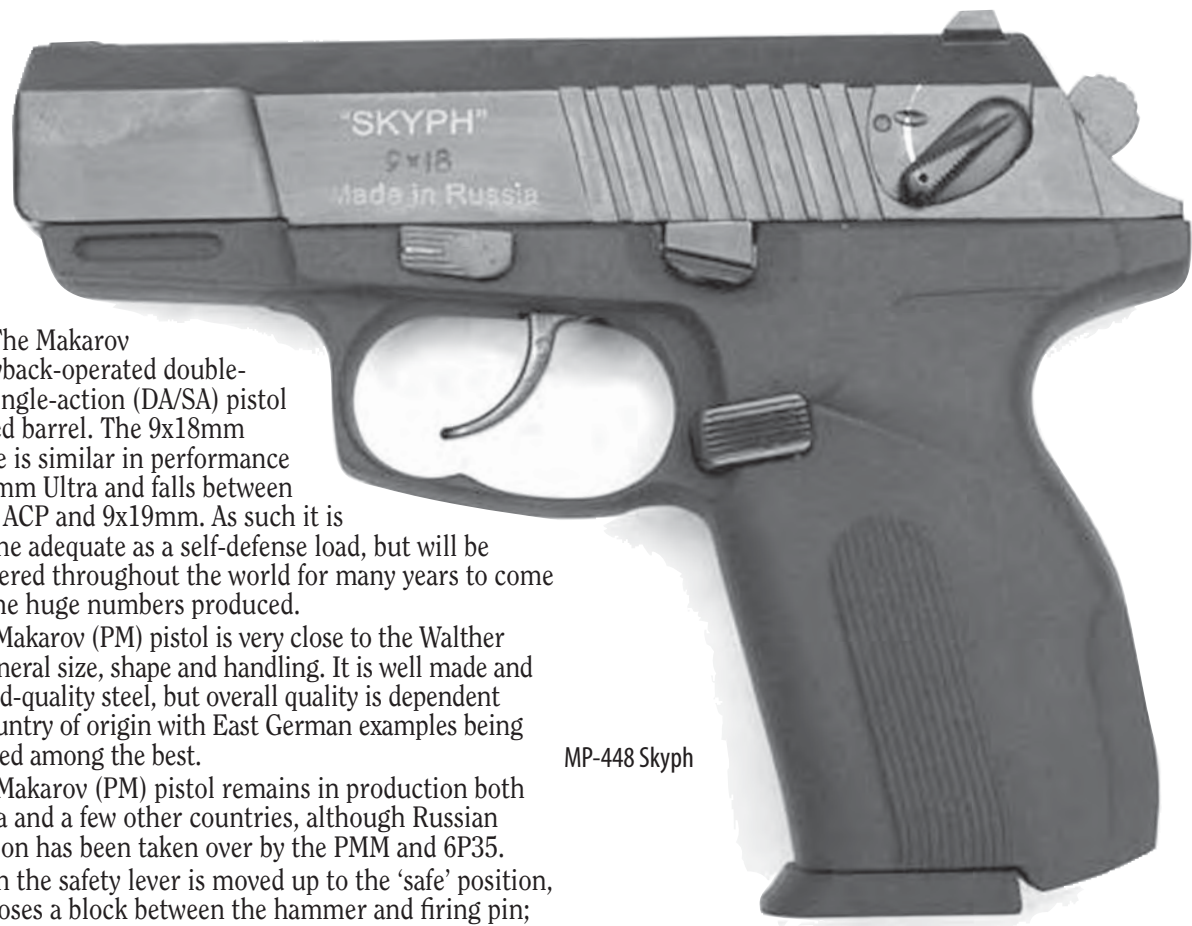 "SKYPH"
9×18
Made in Russia
The Makarov
back-operated double-
ngle-action (DA/SA) pistol
ed barrel. The 9x18mm
e is similar in performance
mm Ultra and falls between
ACP and 9x19mm. As such it is
ne adequate as a self-defense load, but will be
ered throughout the world for many years to come
he huge numbers produced.
Makarov (PM) pistol is very close to the Walther
neral size, shape and handling. It is well made and
d-quality steel, but overall quality is dependent
untry of origin with East German examples being
ed among the best.
MP-448 Skyph
Makarov (PM) pistol remains in production both
a and a few other countries, although Russian
on has been taken over by the PMM and 6P35.
n the safety lever is moved up to the ‘safe’ position,
oses a block between the hammer and firing pin;